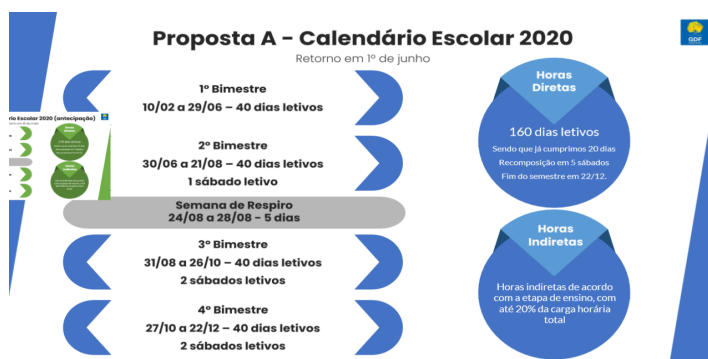 Proposta A – Calendário Escolar 2020
Retorno em 1º de junho
GDF
1º Bimestre
10/02 a 29/06 – 40 dias letivos
2º Bimestre
30/06 a 21/08 – 40 dias letivos
1 sábado letivo
Semana de Respiro
24/08 a 28/08 - 5 dias
3º Bimestre
31/08 a 26/10 – 40 dias letivos
2 sábados letivos
4º Bimestre
27/10 a 22/12 – 40 dias letivos
2 sábados letivos
Horas
Diretas
160 dias letivos
Sendo que já cumprimos 20 dias
Recomposição em 5 sábados
Fim do semestre em 22/12.
Horas
Indiretas
Horas indiretas de acordo
com a etapa de ensino, com
até 20% da carga horária
total
Escolar 2020 (antecipação)